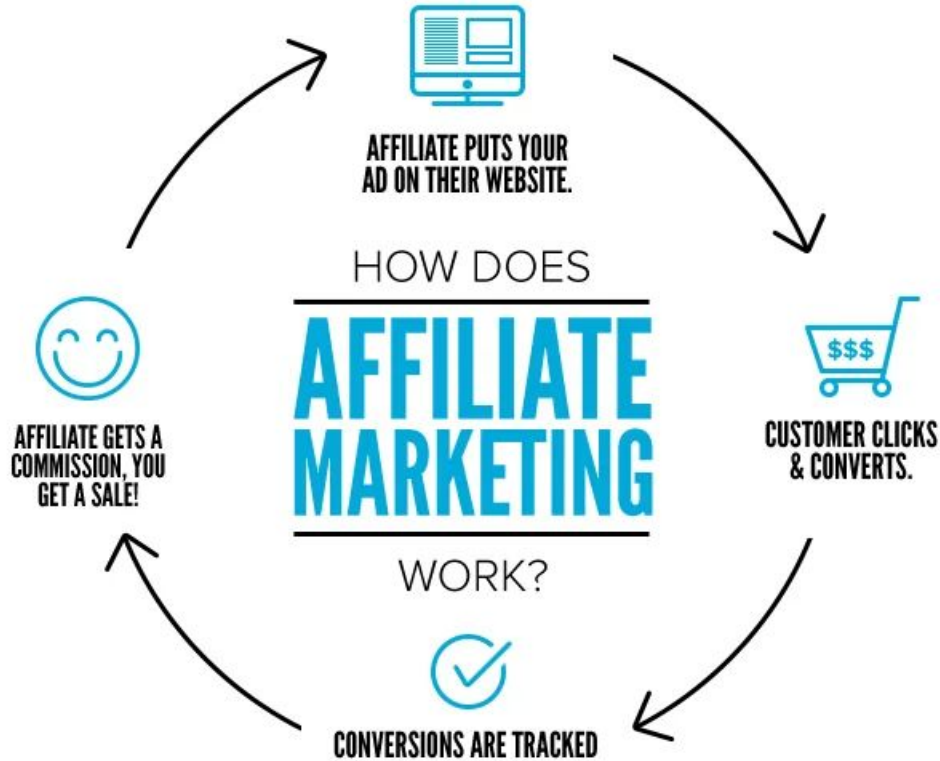 AFFILIATE PUTS YOUR
AD ON THEIR WEBSITE.
HOW DOES
AFFILIATE
MARKETING
WORK?
$$$
CUSTOMER CLICKS
& CONVERTS.
CONVERSIONS ARE TRACKED
AFFILIATE GETS A
COMMISSION, YOU
GET A SALE!